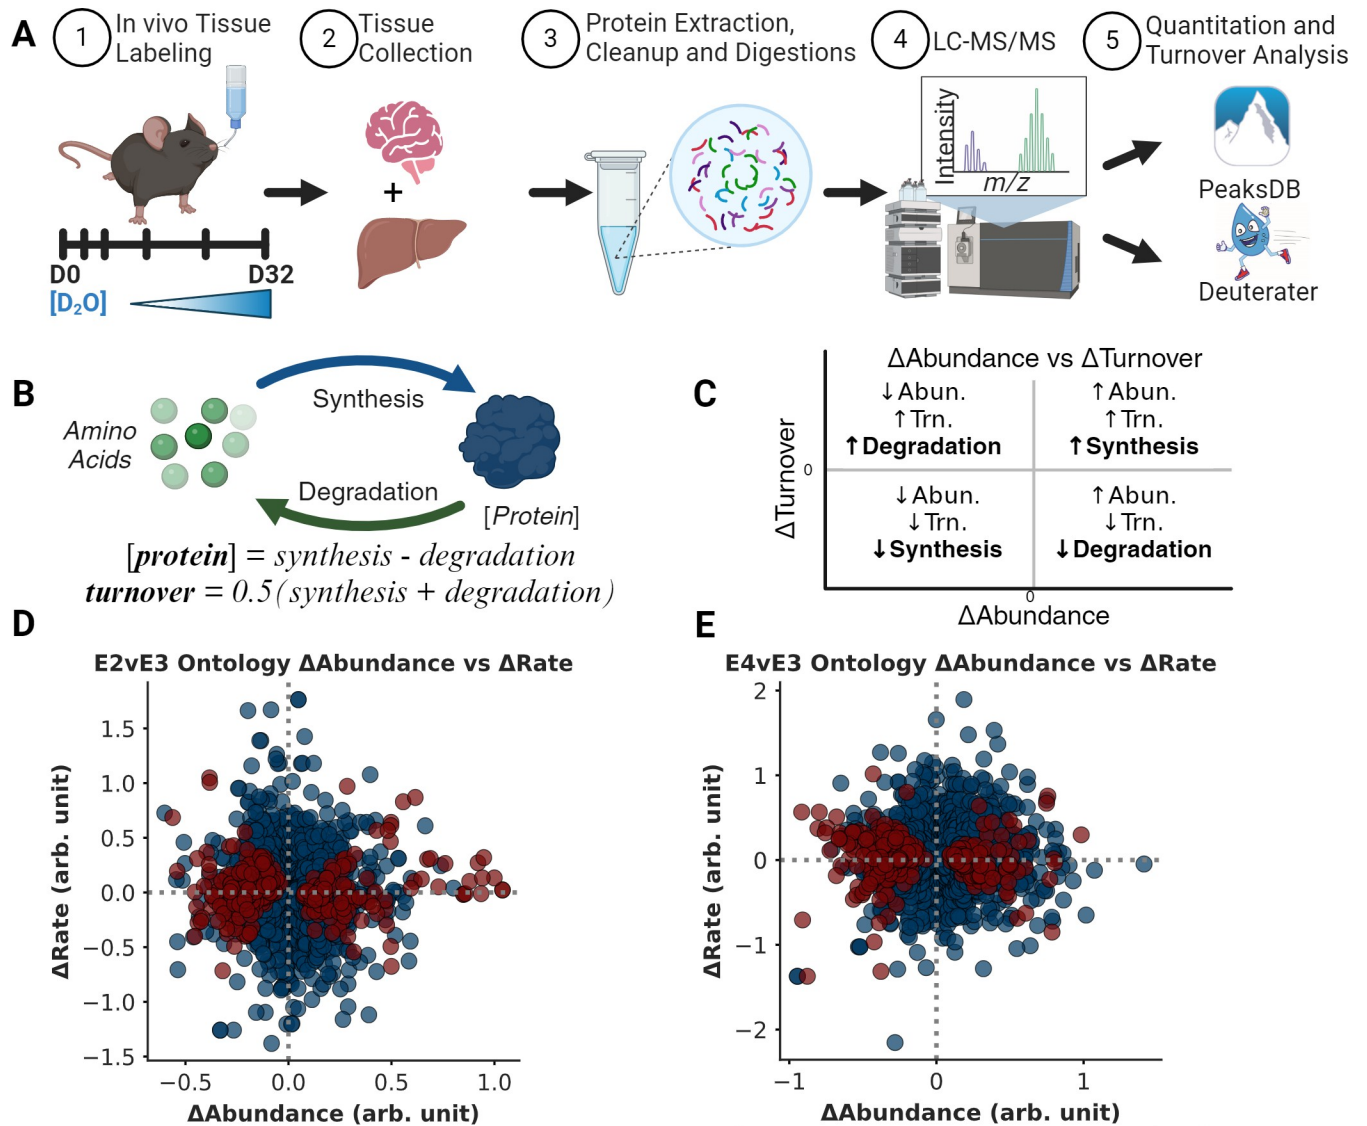 A
1
In vivo Tissue
Labeling
2
Tissue
Collection
3
Protein Extraction,
Cleanup and Digestions
4
LC-MS/MS
5
Quantitation and
Turnover Analysis
D0
D32
[D₂O]
+
Intensity
m/z
PeaksDB
Deuterater
B
Amino
Acids
Synthesis
Degradation
[Protein]
[protein] = synthesis - degradation
turnover = 0.5(synthesis + degradation)
C
ΔAbundance vs ΔTurnover
↓Abun.
↑Trn.
↑Degradation
↑Abun.
↑Trn.
↑Synthesis
↓Abun.
↓Trn.
↓Synthesis
↑Abun.
↓Trn.
↓Degradation
ΔTurnover
0
0
ΔAbundance
D
E2vE3 Ontology ΔAbundance vs ΔRate
ΔRate (arb. unit)
1.5
1.0
0.5
0.0
−0.5
−1.0
−1.5
−0.5
0.0
0.5
1.0
ΔAbundance (arb. unit)
E
E4vE3 Ontology ΔAbundance vs ΔRate
ΔRate (arb. unit)
2
1
0
−1
−2
−1
0
1
ΔAbundance (arb. unit)